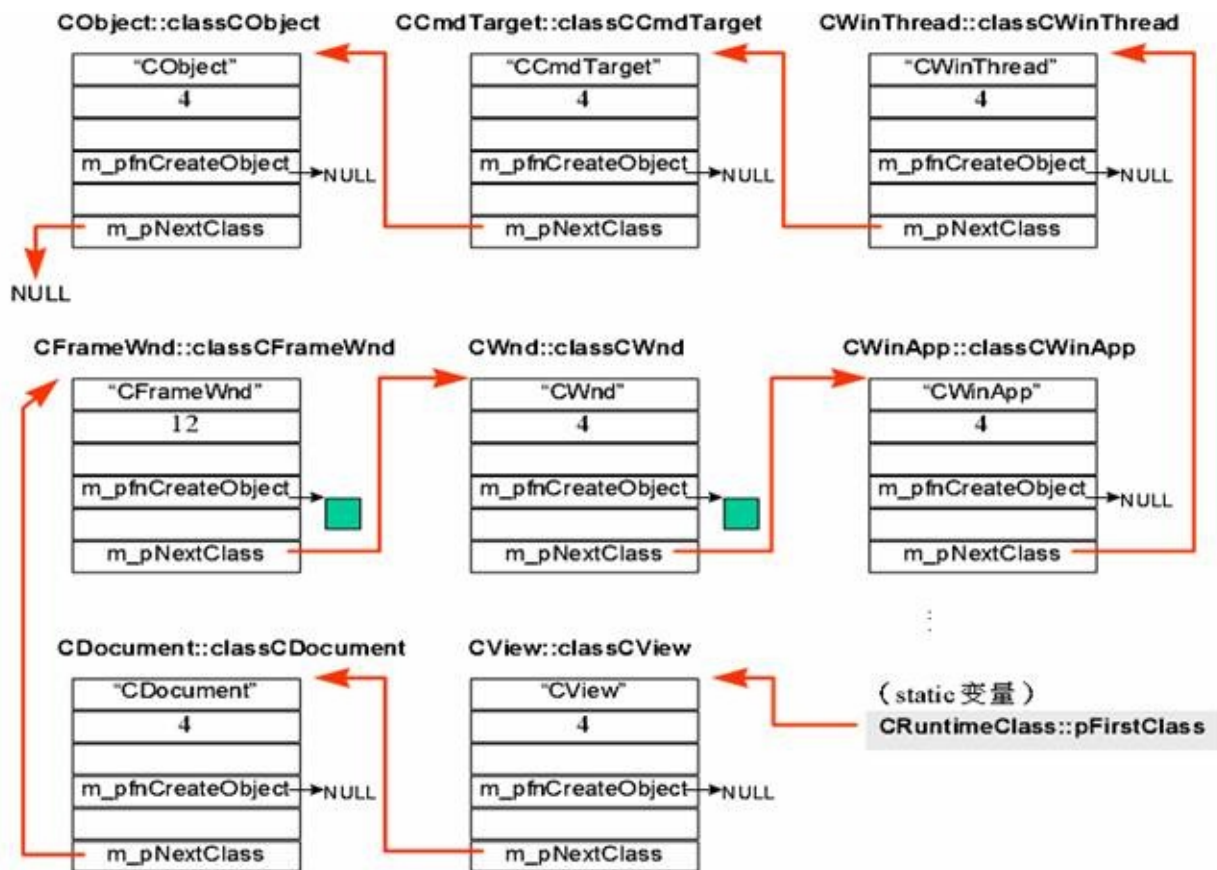 CObject::classCObject
"CObject"
4
m_pfnCreateObject
NULL
m_pNextClass
NULL
CCmdTarget::classCCmdTarget
"CCmdTarget"
4
m_pfnCreateObject
NULL
m_pNextClass
CWinThread::classCWinThread
"CWinThread"
4
m_pfnCreateObject
NULL
m_pNextClass
CFrameWnd::classCFrameWnd
"CFrameWnd"
12
m_pfnCreateObject
m_pNextClass
CWnd::classCWnd
"CWnd"
4
m_pfnCreateObject
m_pNextClass
CWinApp::classCWinApp
"CWinApp"
4
m_pfnCreateObject
NULL
m_pNextClass
...
CDocument::classCDocument
"CDocument"
4
m_pfnCreateObject
NULL
m_pNextClass
CView::classCView
"CView"
4
m_pfnCreateObject
NULL
m_pNextClass
（static 变量）
CRuntimeClass::pFirstClass